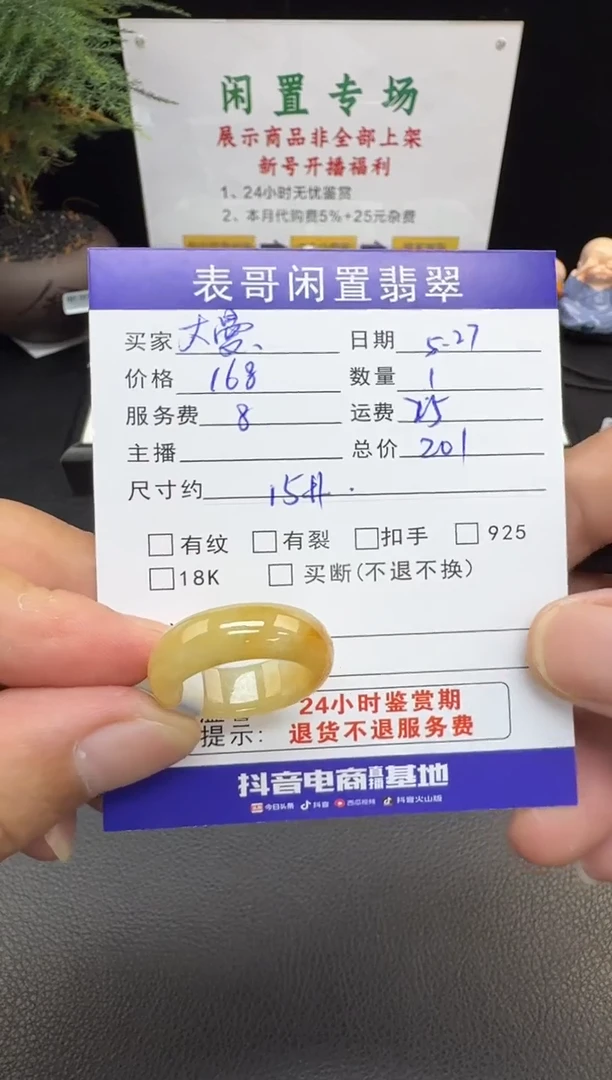 闲置专场
展示商品非全部上架
新号开播福利
1、24小时无优鉴赏
2、本月代购费5%+25元杂费
表哥闲置翡翠
买家 大曼、 日期 5-27
价格 168 数量 1
服务费 8 运费 25
主播 总价 201
尺寸约 15#.
□有纹 □有裂 □扣手 □925
□18K □买断(不退不换)
24小时鉴赏期
提示: 退货不退服务费
抖音电商直播基地
今日头条 抖音 西瓜视频 抖音火山版